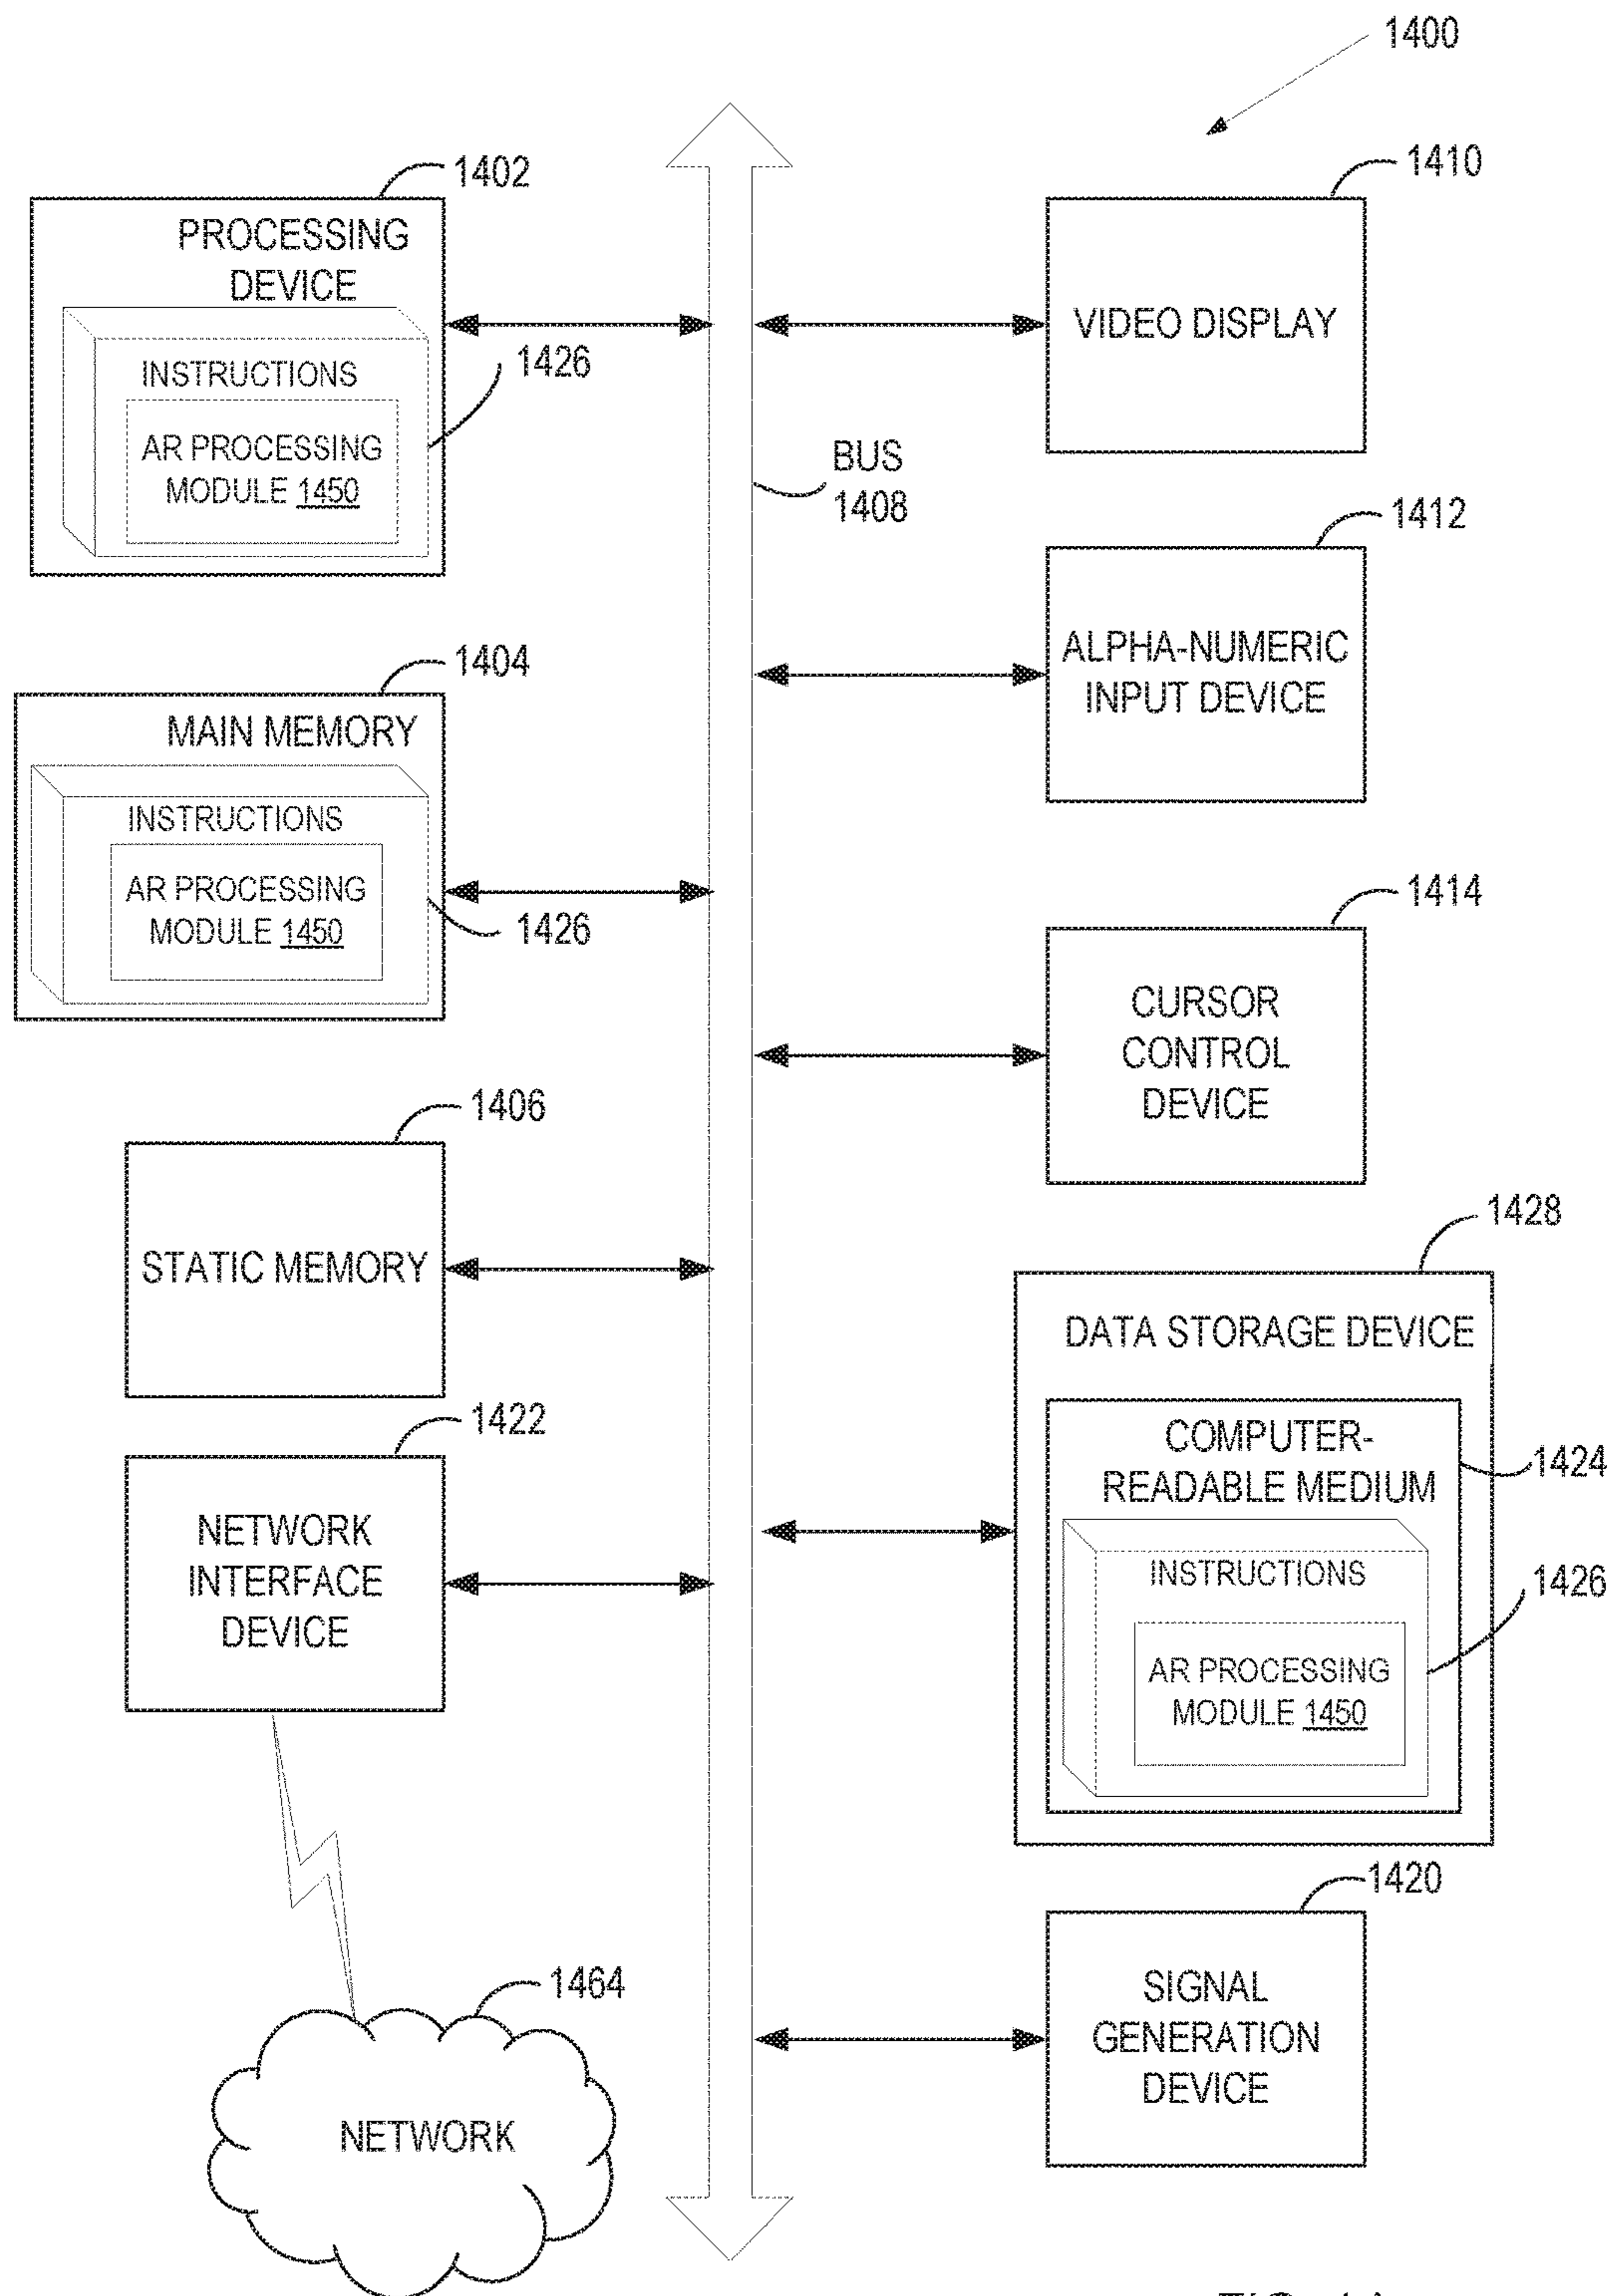 1400
1402
PROCESSING
DEVICE
INSTRUCTIONS
AR PROCESSING
MODULE 1450
1426
1410
VIDEO DISPLAY
BUS
1408
1412
ALPHA-NUMERIC
INPUT DEVICE
1404
MAIN MEMORY
INSTRUCTIONS
AR PROCESSING
MODULE 1450
1426
1414
CURSOR
CONTROL
DEVICE
1406
STATIC MEMORY
1428
DATA STORAGE DEVICE
COMPUTER-
READABLE MEDIUM
1424
INSTRUCTIONS
AR PROCESSING
MODULE 1450
1426
1422
NETWORK
INTERFACE
DEVICE
1420
SIGNAL
GENERATION
DEVICE
1464
NETWORK